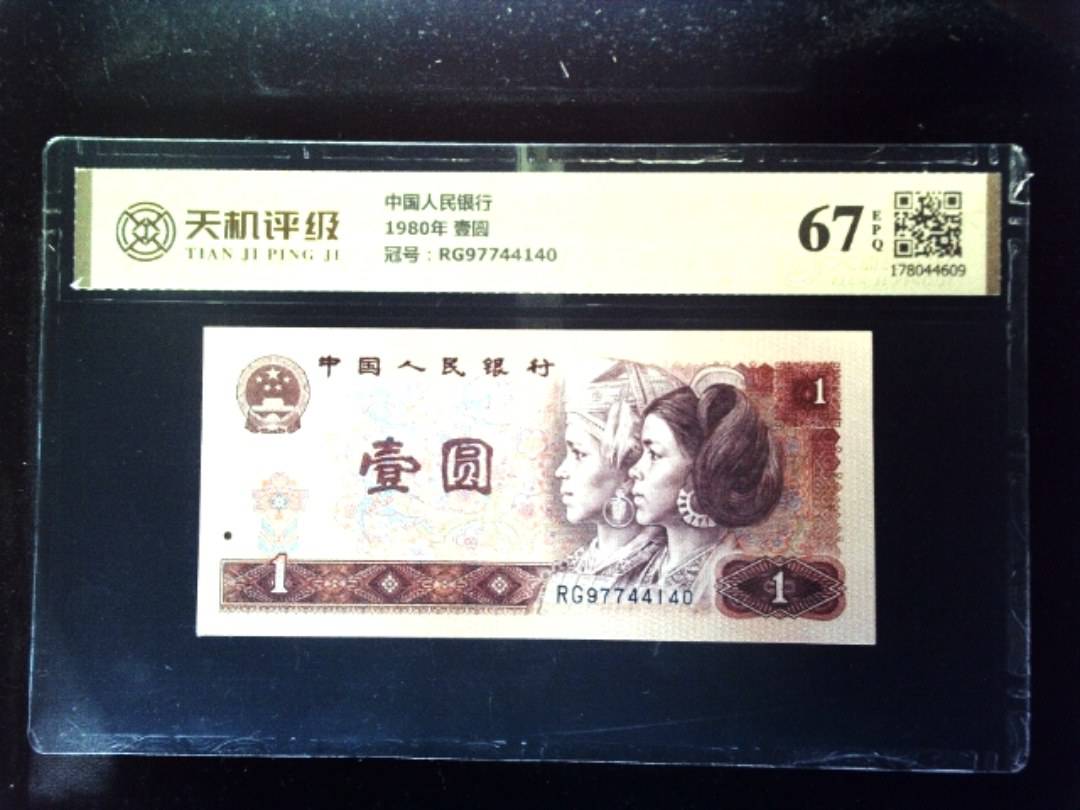 天机评级
TIAN JI PING JI
中国人民银行
1980年 壹圆
冠号：RG97744140
67
EPQ
178044609
中国人民银行
1
壹圆
1
RG97744140
1